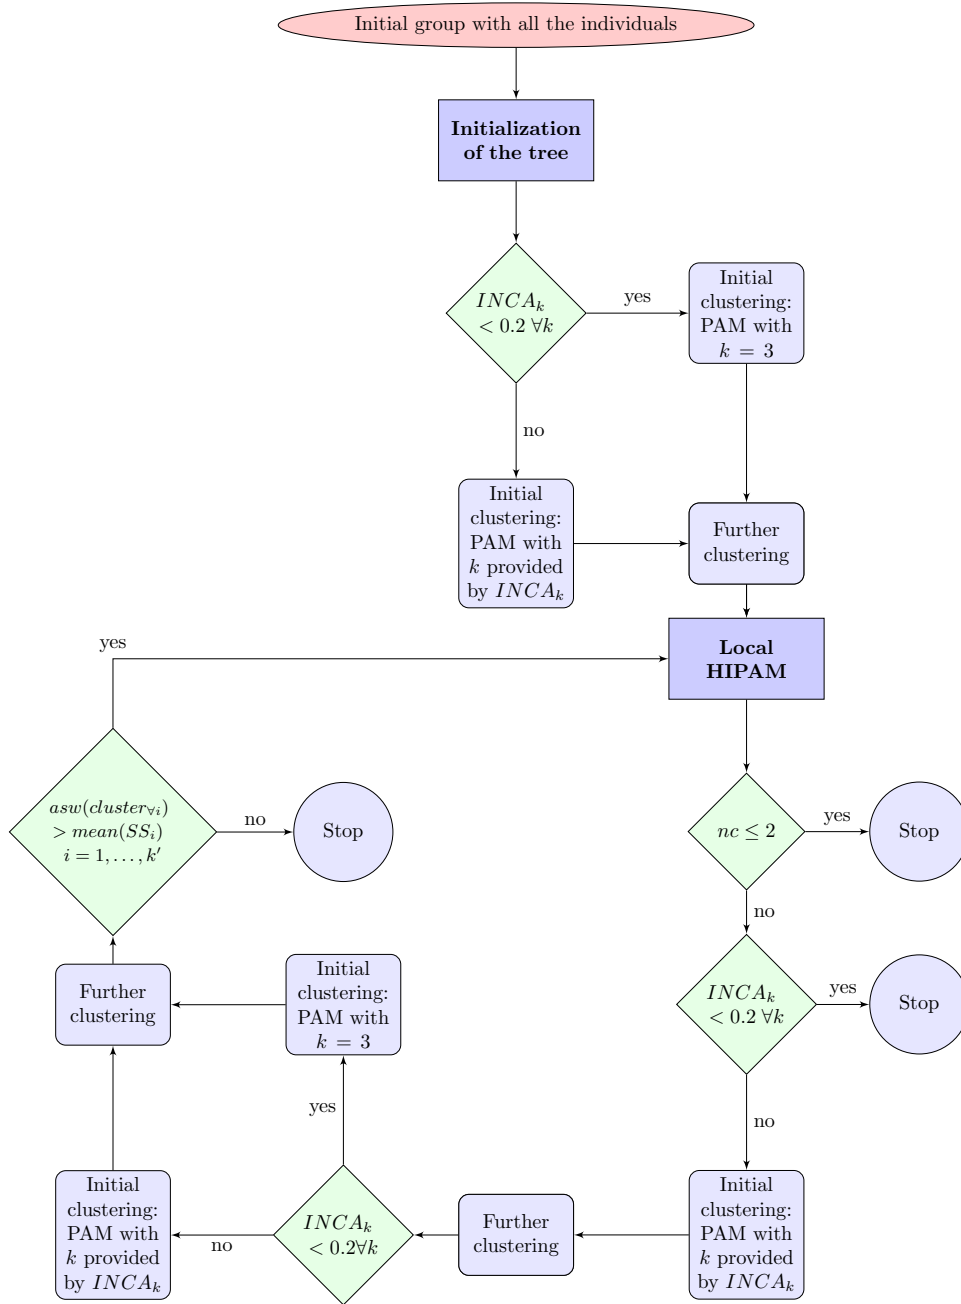 Initial group with all the individuals
Initialization
of the tree
INCA_k
< 0.2 ∀k
yes
Initial
clustering:
PAM with
k = 3
no
Initial
clustering:
PAM with
k provided
by INCA_k
Further
clustering
Local
HIPAM
yes
asw(cluster_∀i)
> mean(SS_i)
i = 1, . . . , k′
no
Stop
nc ≤ 2
yes
Stop
no
INCA_k
< 0.2 ∀k
yes
Stop
no
Initial
clustering:
PAM with
k provided
by INCA_k
Further
clustering
INCA_k
< 0.2∀k
yes
Initial
clustering:
PAM with
k = 3
no
Initial
clustering:
PAM with
k provided
by INCA_k
Further
clustering